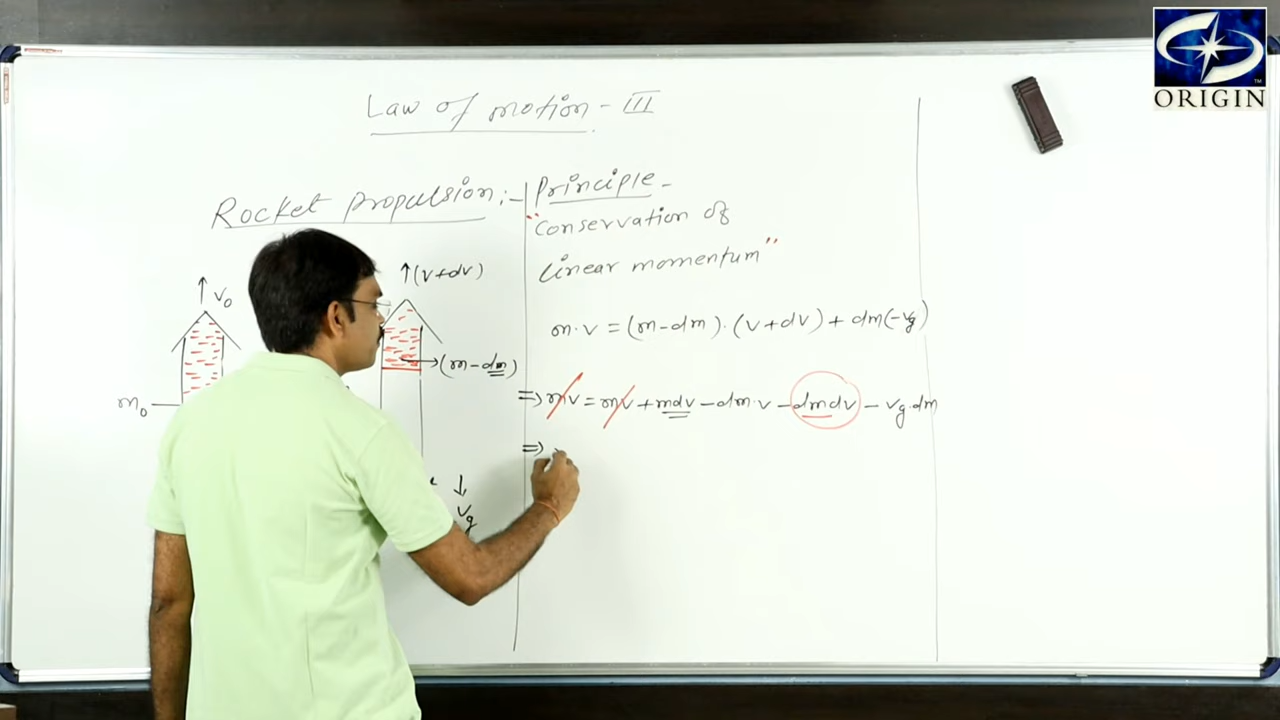 ORIGIN
Law of motion - III
Rocket propulsion :-
Principle -
"Conservation of
linear momentum"
m·v = (m-dm)·(v+dv) + dm(-vg)
⇒ mv = mv + mdv - dm·v - dmdv - vg·dm
⇒
↑ v₀
m₀
↑ (v+dv)
→(m-dm)
↓
vg